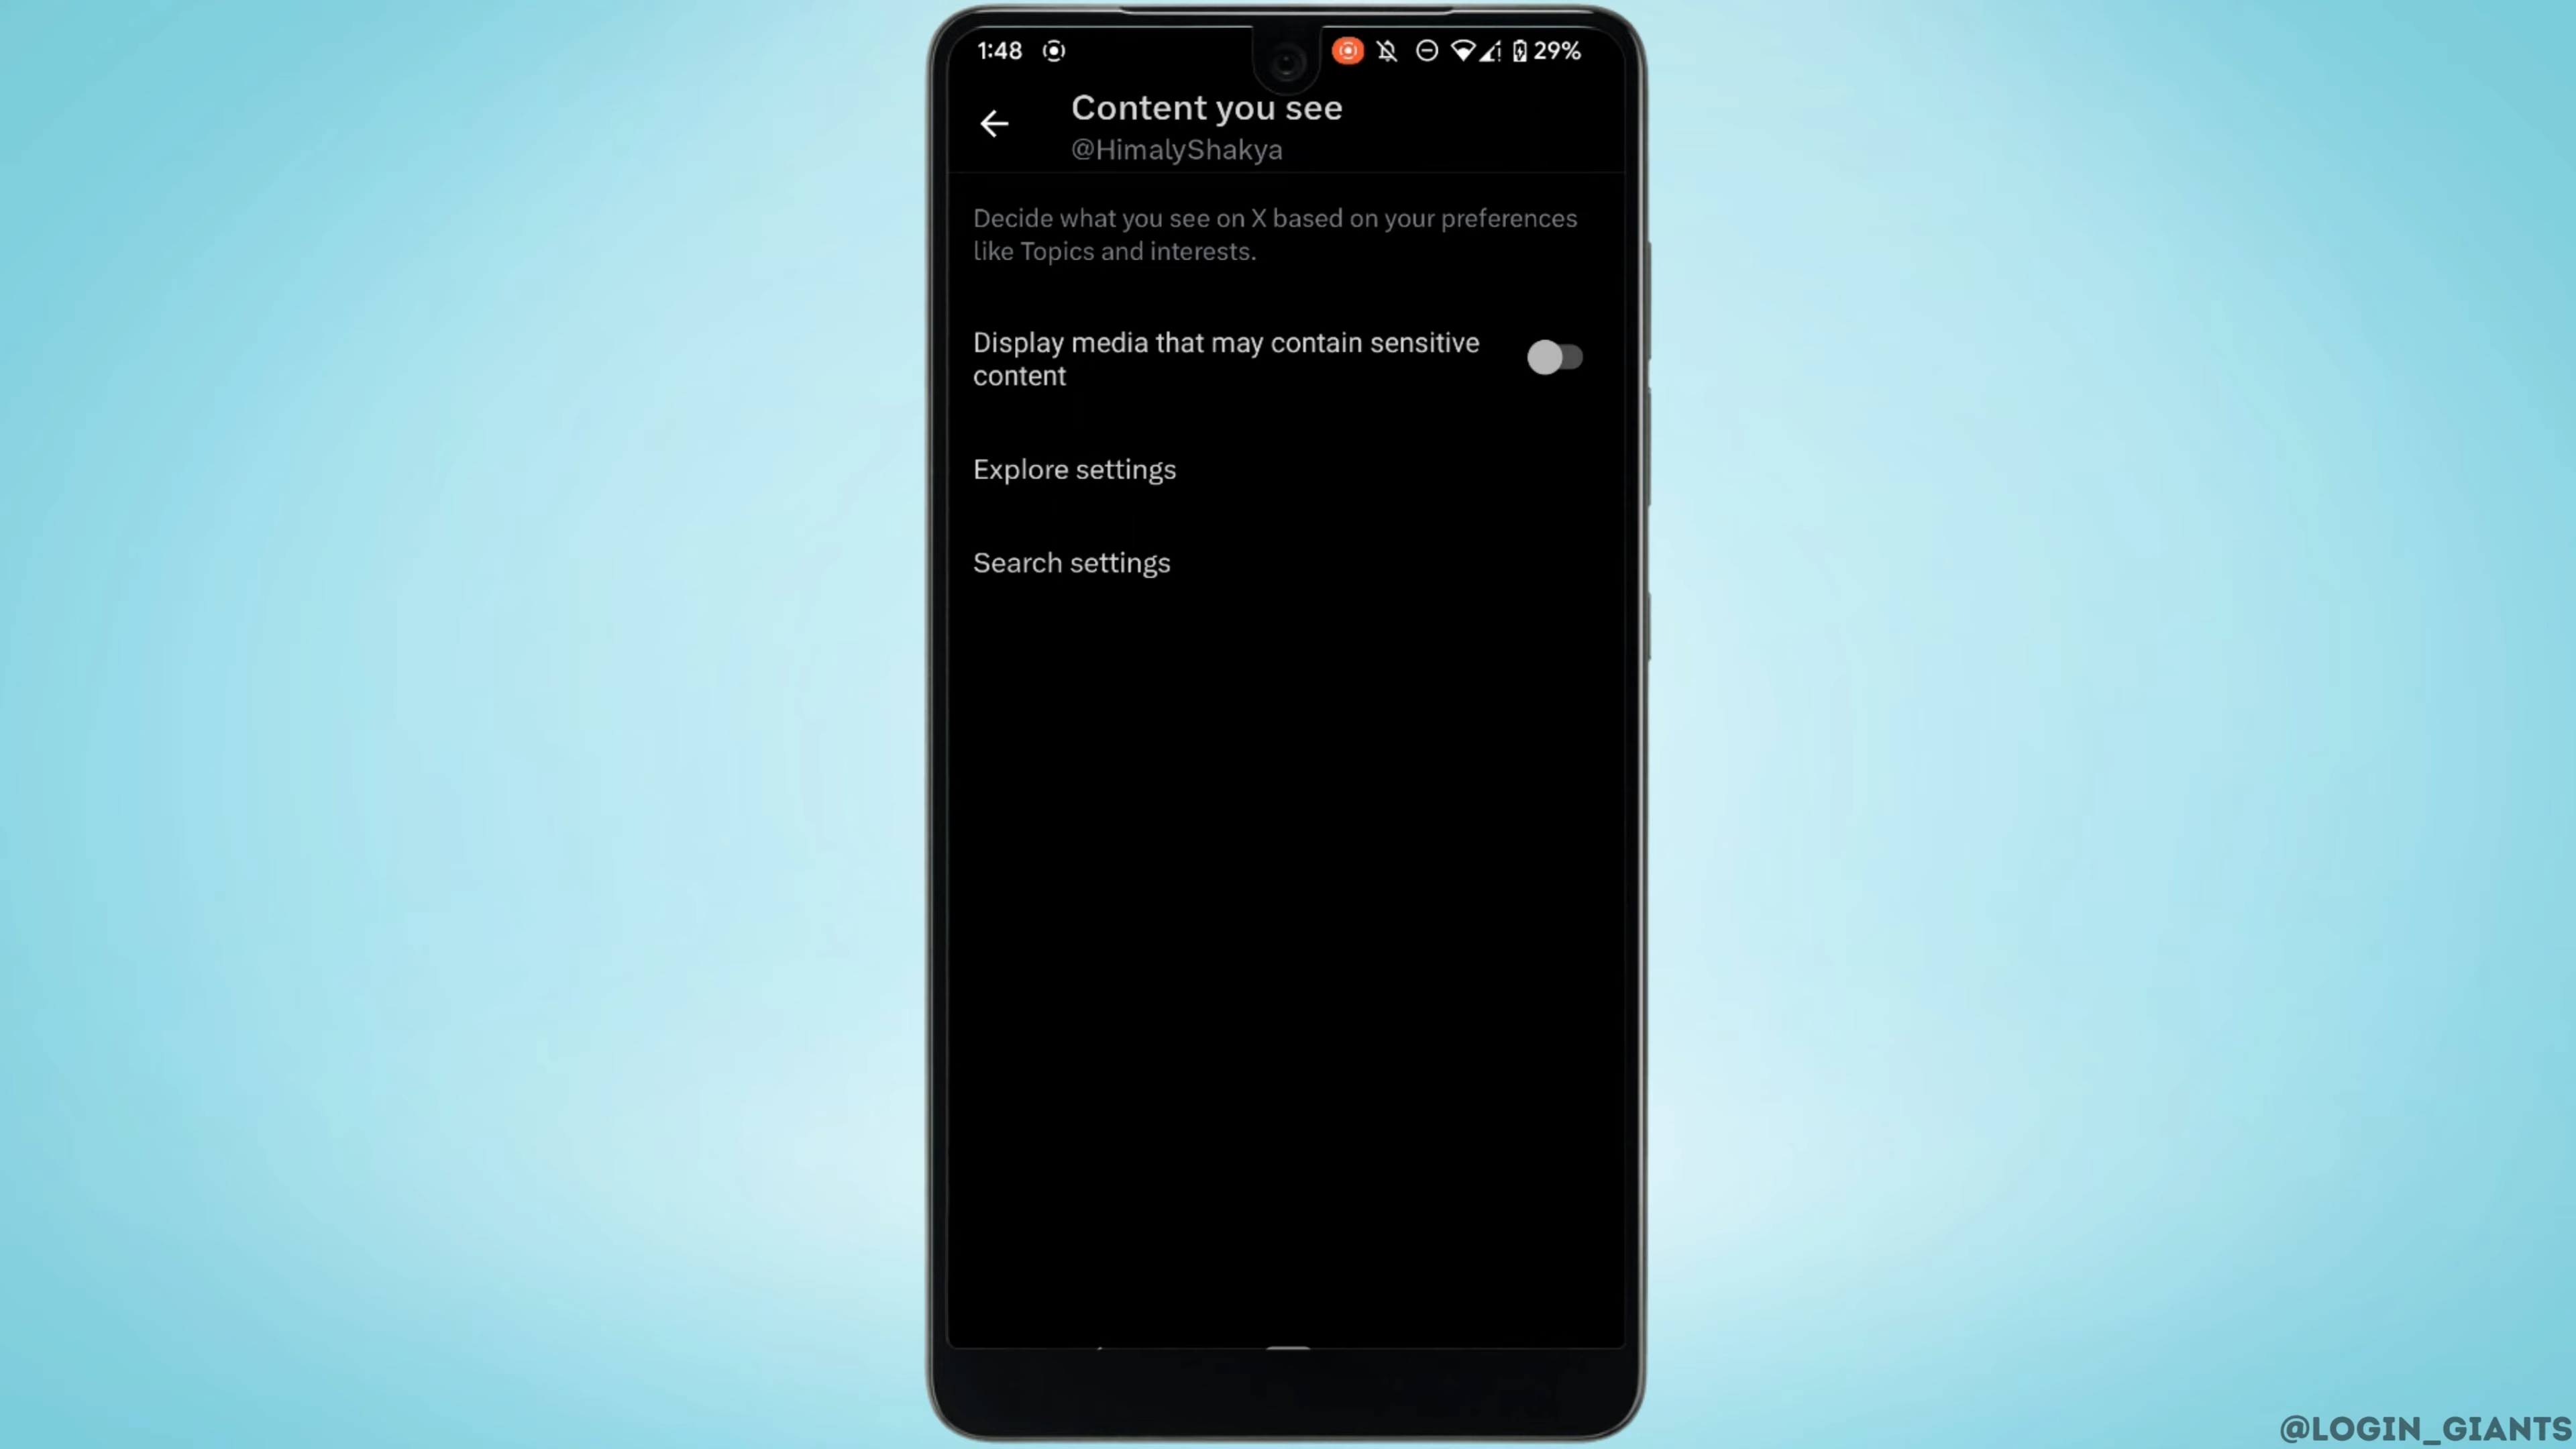 1:48
29%
Content you see
@HimalyShakya
Decide what you see on X based on your preferences
like Topics and interests.
Display media that may contain sensitive
content
Explore settings
Search settings
@LOGIN_GIANTS